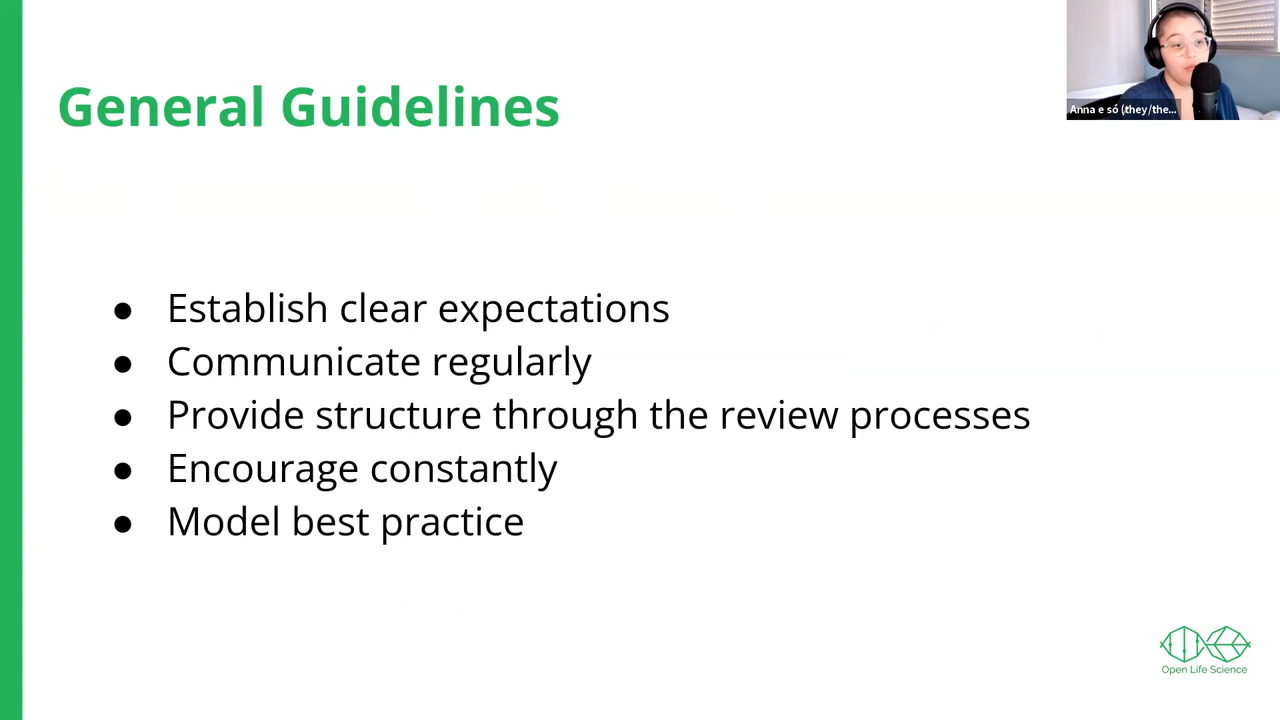 General Guidelines
Anna e só (they/the...
● Establish clear expectations
● Communicate regularly
● Provide structure through the review processes
● Encourage constantly
● Model best practice
Open Life Science